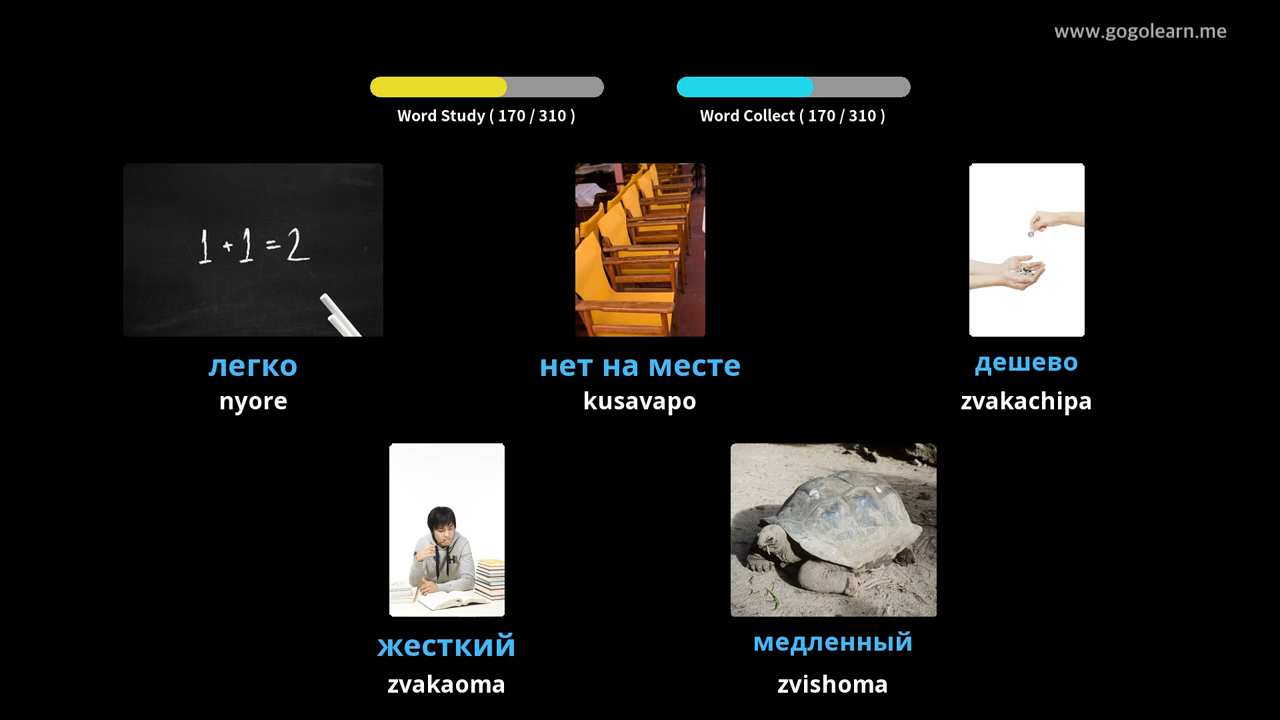 www.gogolearn.me
Word Study ( 170 / 310 )
Word Collect ( 170 / 310 )
1 + 1 = 2
легко
nyore
нет на месте
kusavapo
дешево
zvakachipa
жесткий
zvakaoma
медленный
zvishoma